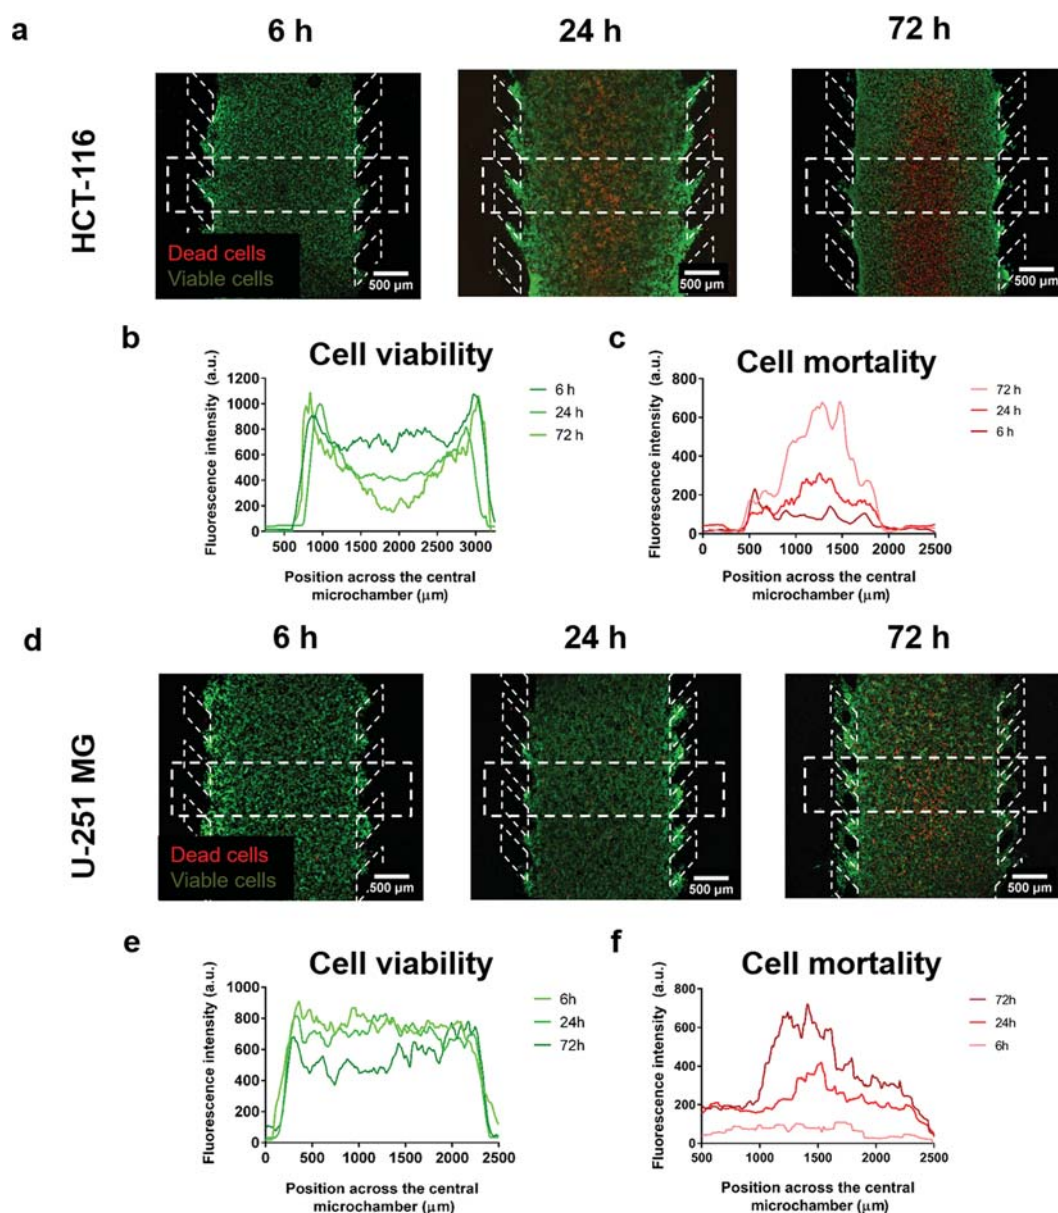 a
6 h
24 h
72 h
HCT-116
Dead cells
Viable cells
500 µm
500 µm
500 µm
b
Cell viability
Fluorescence intensity (a.u.)
1200
1000
800
600
400
200
0
500
1000
1500
2000
2500
3000
Position across the central
microchamber (µm)
6 h
24 h
72 h
c
Cell mortality
Fluorescence intensity (a.u.)
800
600
400
200
0
0
500
1000
1500
2000
2500
Position across the central
microchamber (µm)
72 h
24 h
6 h
d
6 h
24 h
72 h
U-251 MG
Dead cells
Viable cells
500 µm
500 µm
500 µm
e
Cell viability
Fluorescence intensity (a.u.)
1000
800
600
400
200
0
0
500
1000
1500
2000
2500
Position across the central
microchamber (µm)
6h
24h
72h
f
Cell mortality
Fluorescence intensity (a.u.)
800
600
400
200
0
500
1000
1500
2000
2500
Position across the central
microchamber (µm)
72h
24h
6h